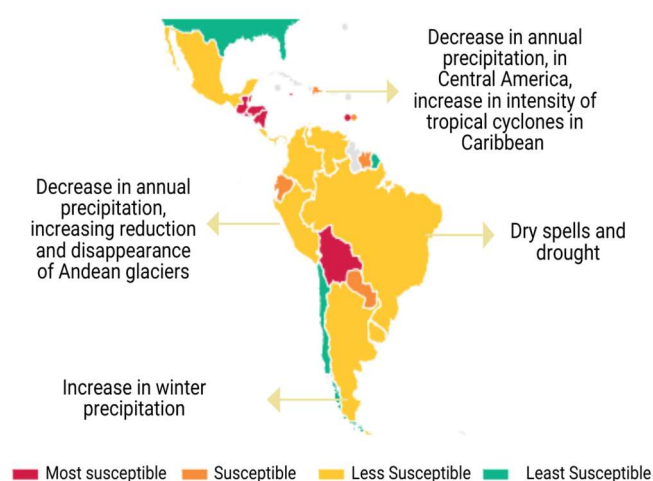 Decrease in annual
precipitation, in
Central America,
increase in intensity of
tropical cyclones in
Caribbean
Decrease in annual
precipitation,
increasing reduction
and disappearance
of Andean glaciers
Dry spells and
drought
Increase in winter
precipitation
Most susceptible
Susceptible
Less Susceptible
Least Susceptible